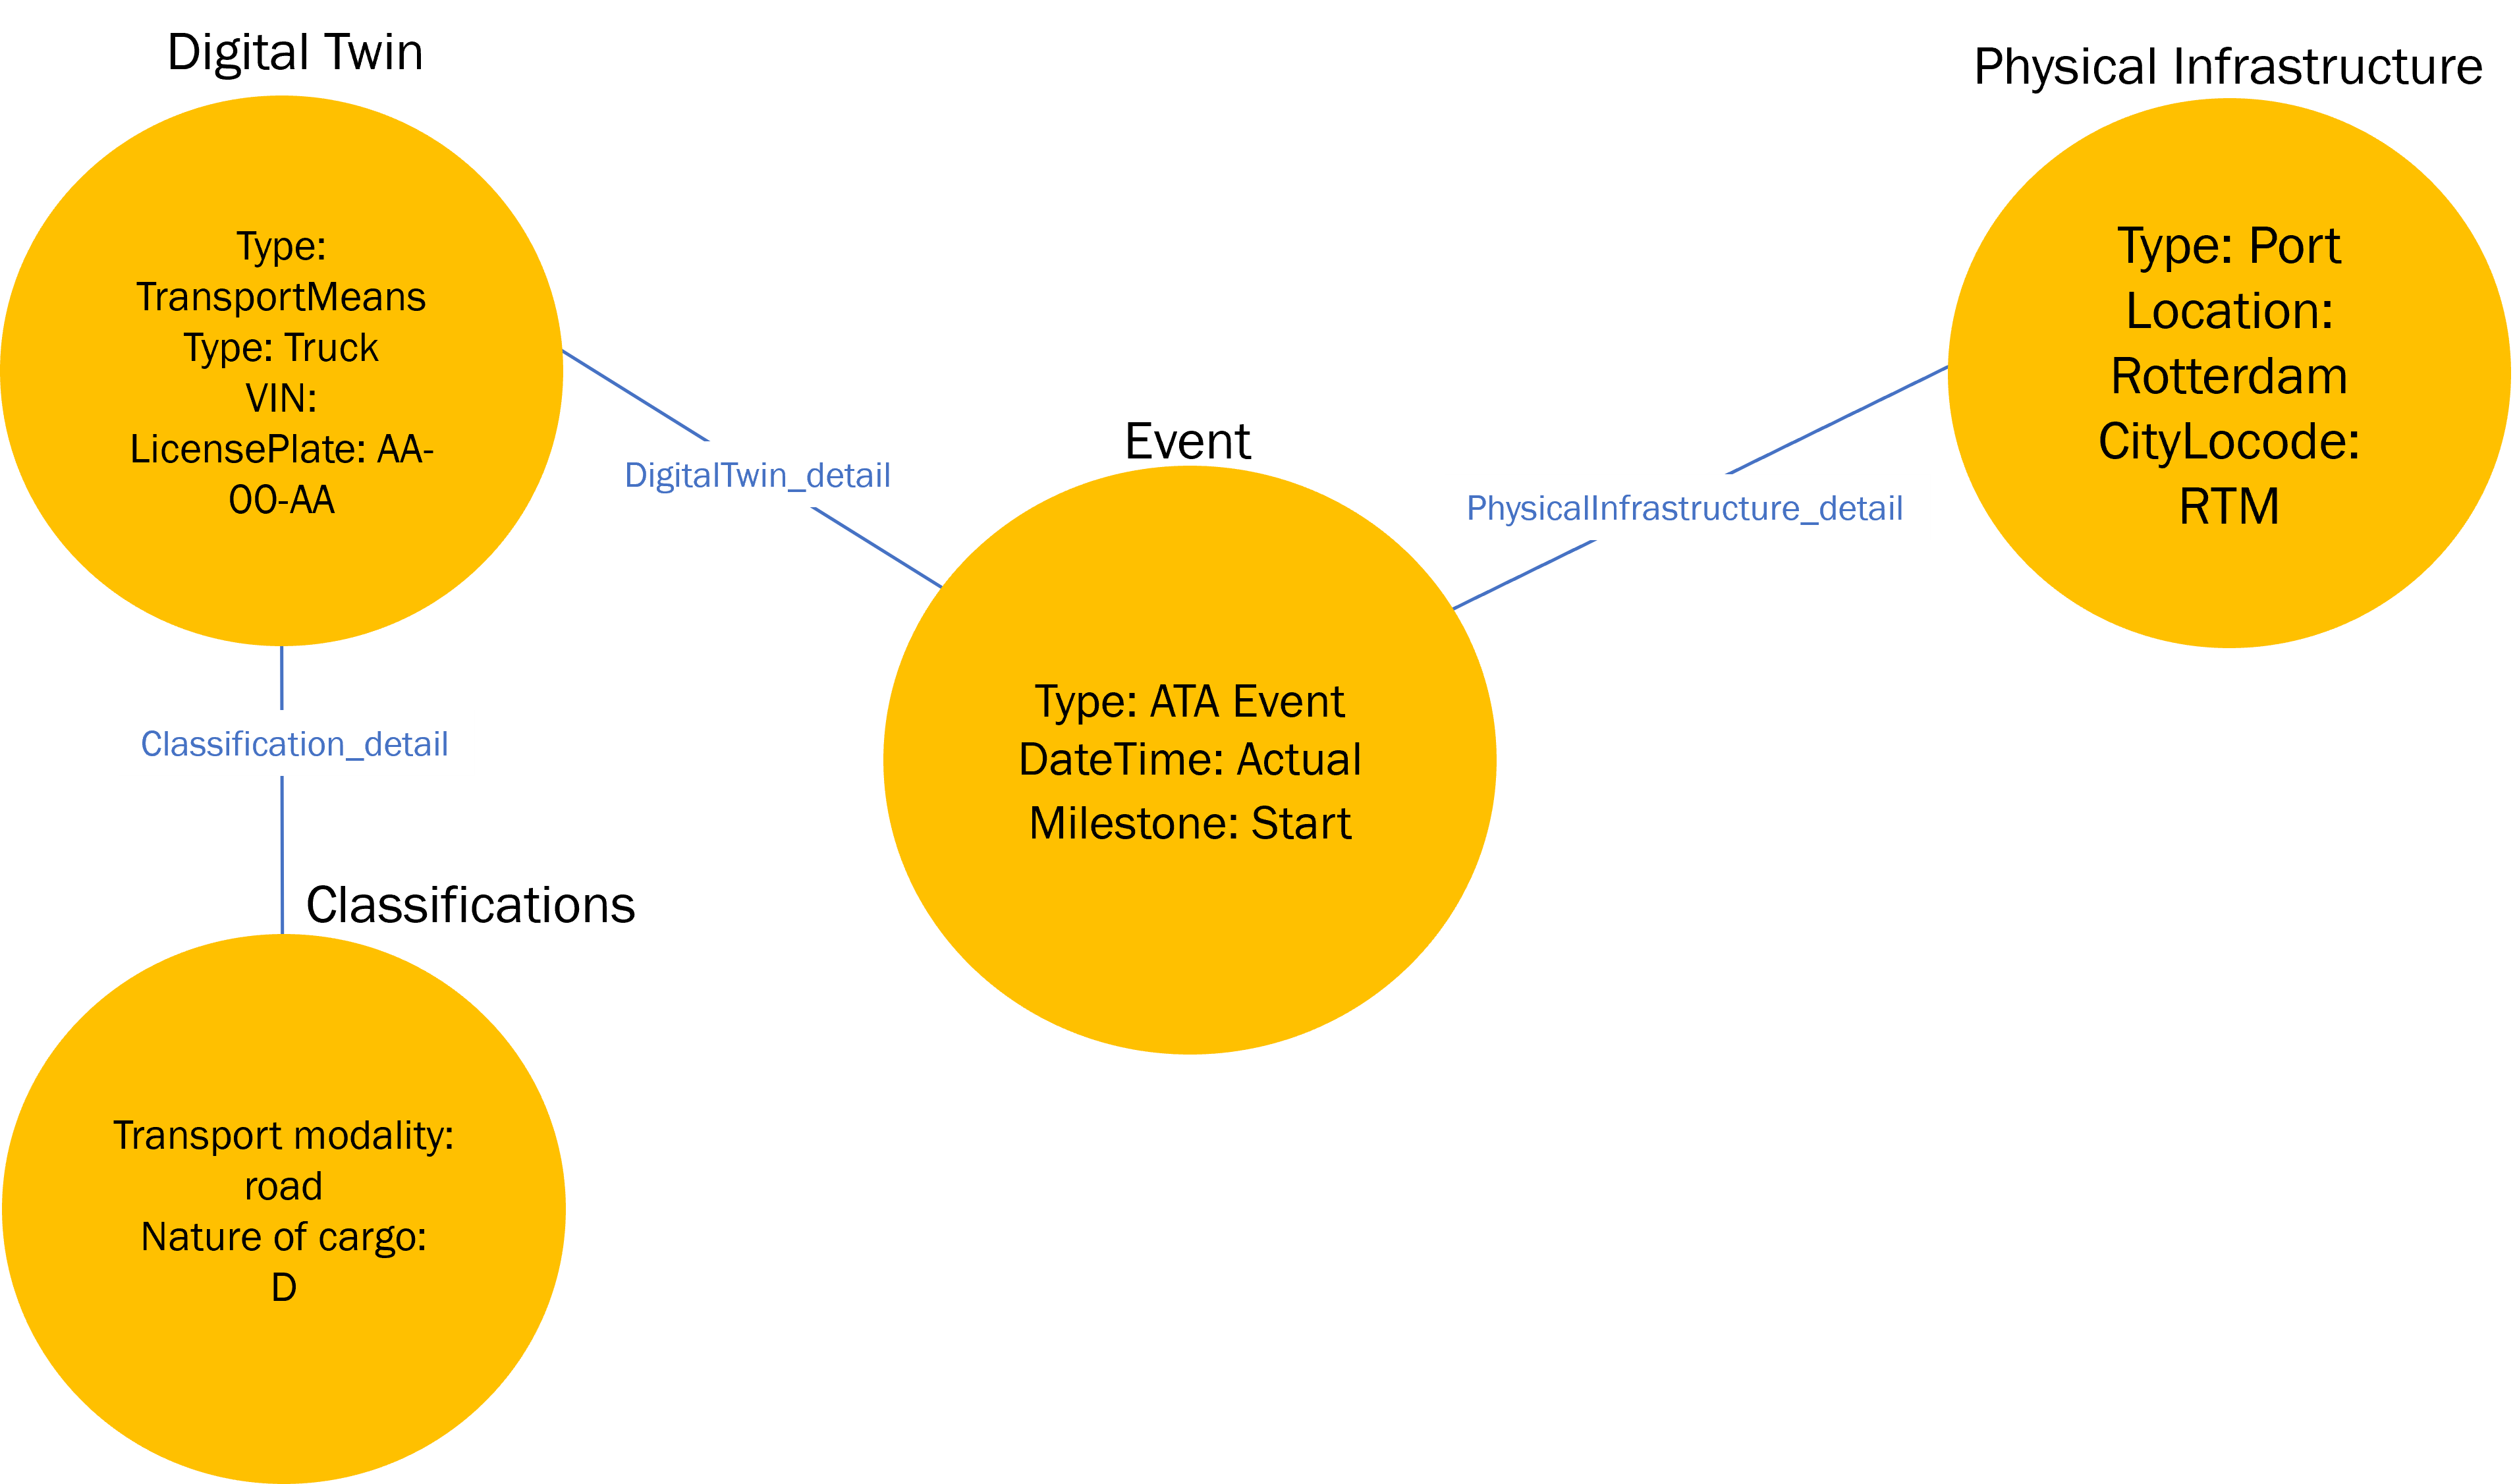 Digital Twin
Type:
TransportMeans
Type: Truck
VIN:
LicensePlate: AA-
00-AA
DigitalTwin_detail
Classification_detail
Classifications
Transport modality:
road
Nature of cargo:
D
Event
Type: ATA Event
DateTime: Actual
Milestone: Start
PhysicalInfrastructure_detail
Physical Infrastructure
Type: Port
Location:
Rotterdam
CityLocode:
RTM